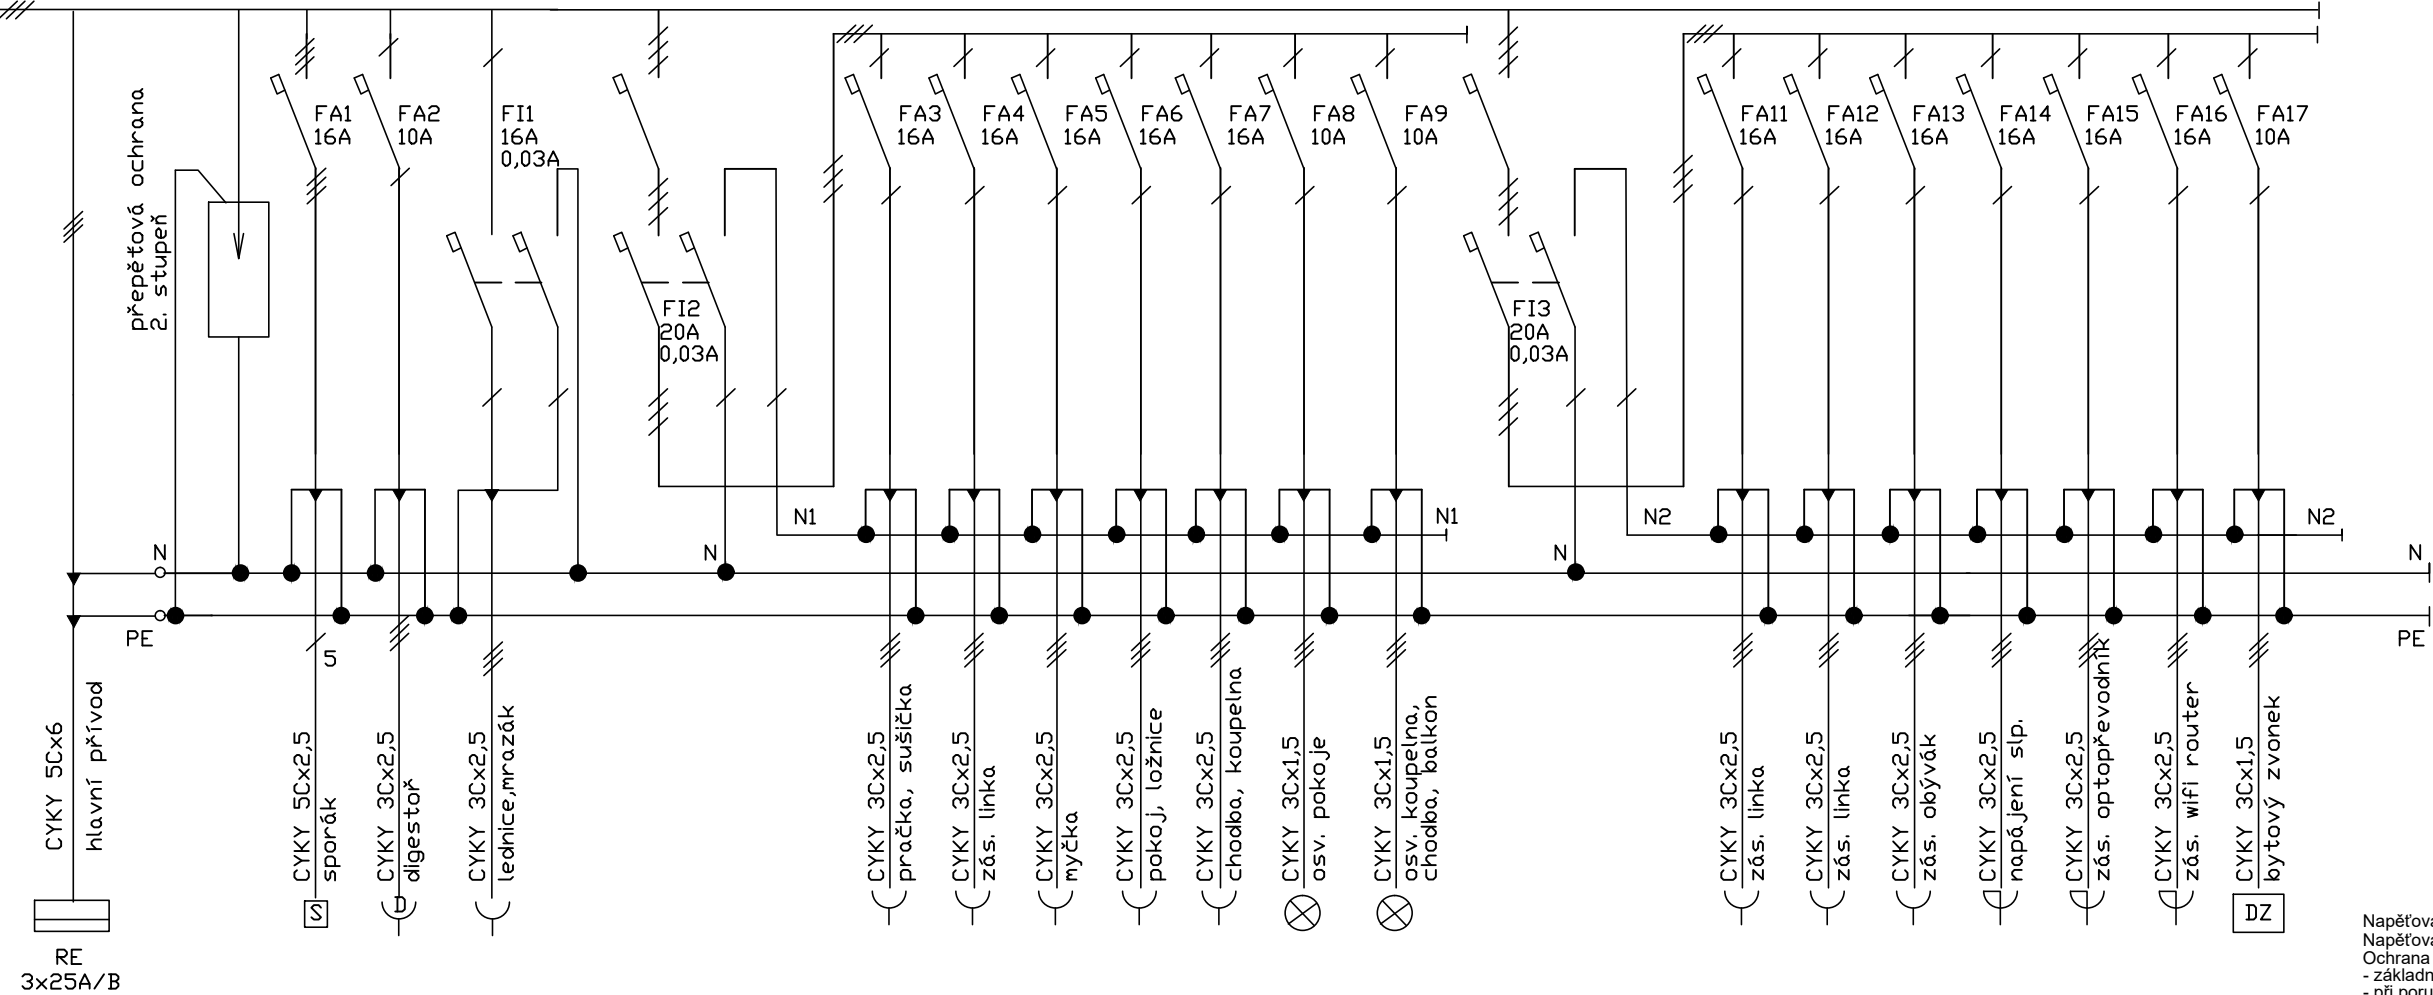 přepěťová ochrana
2. stupeň
FA1
16A
FA2
10A
FI1
16A
0,03A
FI2
20A
0,03A
FA3
16A
FA4
16A
FA5
16A
FA6
16A
FA7
16A
FA8
10A
FA9
10A
FI3
20A
0,03A
FA11
16A
FA12
16A
FA13
16A
FA14
16A
FA15
16A
FA16
16A
FA17
10A
N1
N1
N2
N2
N
N
N
N
PE
PE
5
CYKY 5Cx6
hlavní přívod
CYKY 5Cx2,5
sporák
CYKY 3Cx2,5
digestoř
CYKY 3Cx2,5
lednice,mrazák
CYKY 3Cx2,5
pračka, sušička
CYKY 3Cx2,5
zás. linka
CYKY 3Cx2,5
myčka
CYKY 3Cx2,5
pokoj, ložnice
CYKY 3Cx2,5
chodba, koupelna
CYKY 3Cx1,5
osv. pokoje
CYKY 3Cx1,5
osv. koupelna,
chodba, balkon
CYKY 3Cx2,5
zás. linka
CYKY 3Cx2,5
zás. linka
CYKY 3Cx2,5
zás. obývák
CYKY 3Cx2,5
napájení slp.
CYKY 3Cx2,5
zás. optopřevodník
CYKY 3Cx2,5
zás. wifi router
CYKY 3Cx1,5
bytový zvonek
S
D
DZ
RE
3x25A/B
Napěťova
Napěťova
Ochrana
- základn
- při poru